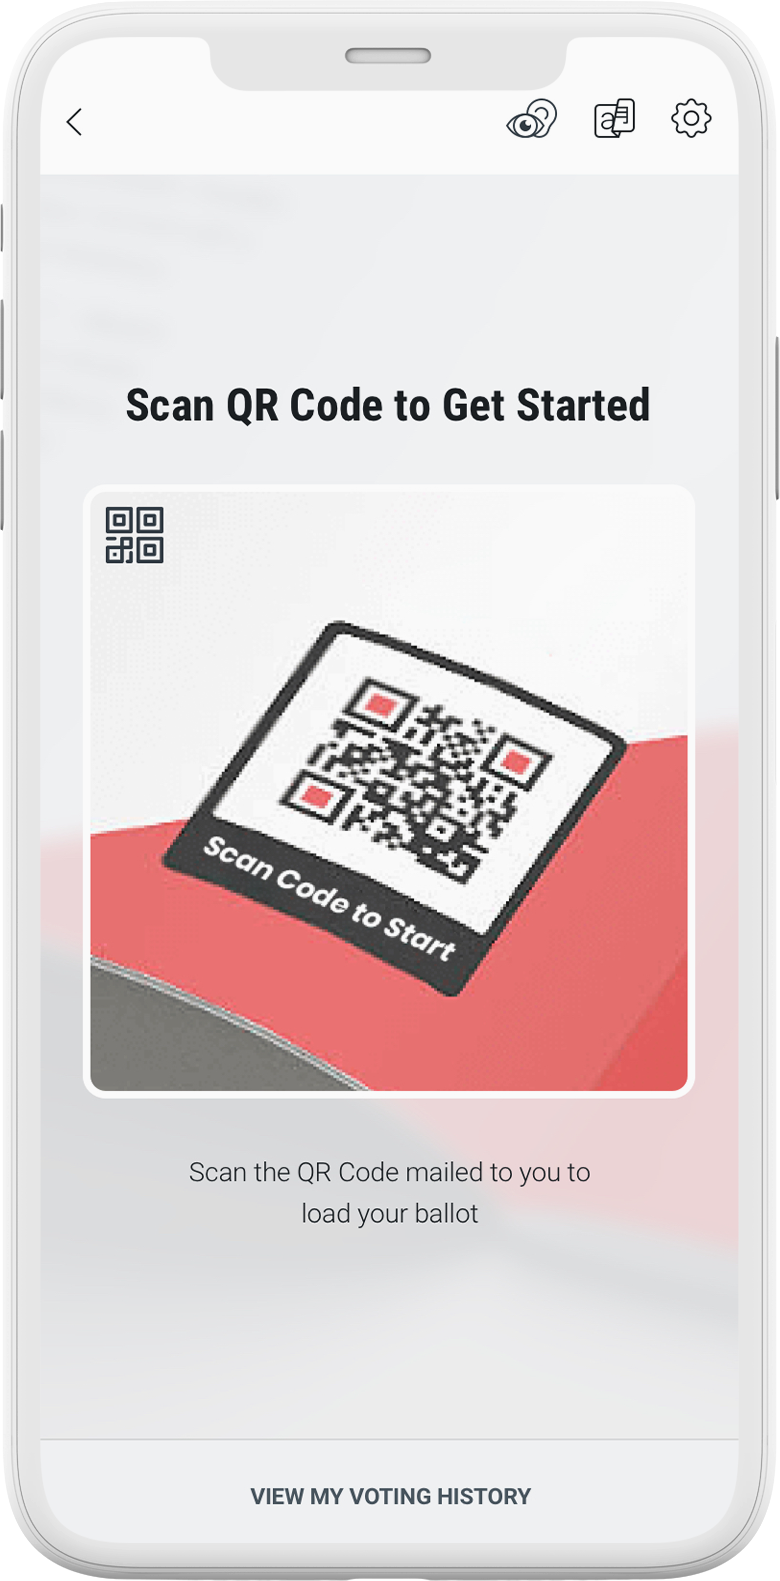 Scan QR Code to Get Started
Scan Code to Start
Scan the QR Code mailed to you to
load your ballot
VIEW MY VOTING HISTORY